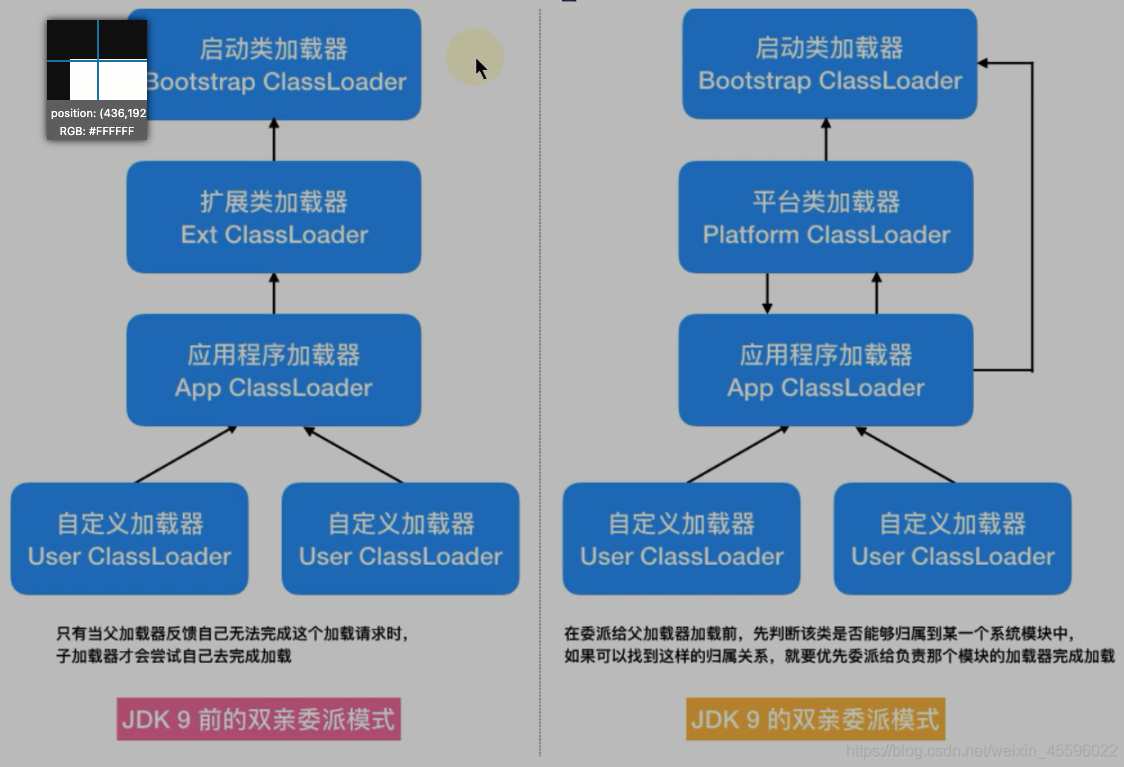 启动类加载器
Bootstrap ClassLoader
position: (436,192
RGB: #FFFFFF
扩展类加载器
Ext ClassLoader
应用程序加载器
App ClassLoader
自定义加载器
User ClassLoader
自定义加载器
User ClassLoader
只有当父加载器反馈自己无法完成这个加载请求时，
子加载器才会尝试自己去完成加载
JDK 9 前的双亲委派模式
启动类加载器
Bootstrap ClassLoader
平台类加载器
Platform ClassLoader
应用程序加载器
App ClassLoader
自定义加载器
User ClassLoader
自定义加载器
User ClassLoader
在委派给父加载器加载前，先判断该类是否能够归属到某一个系统模块中，
如果可以找到这样的归属关系，就要优先委派给负责那个模块的加载器完成加载
JDK 9 的双亲委派模式
https://blog.csdn.net/weixin_45596022